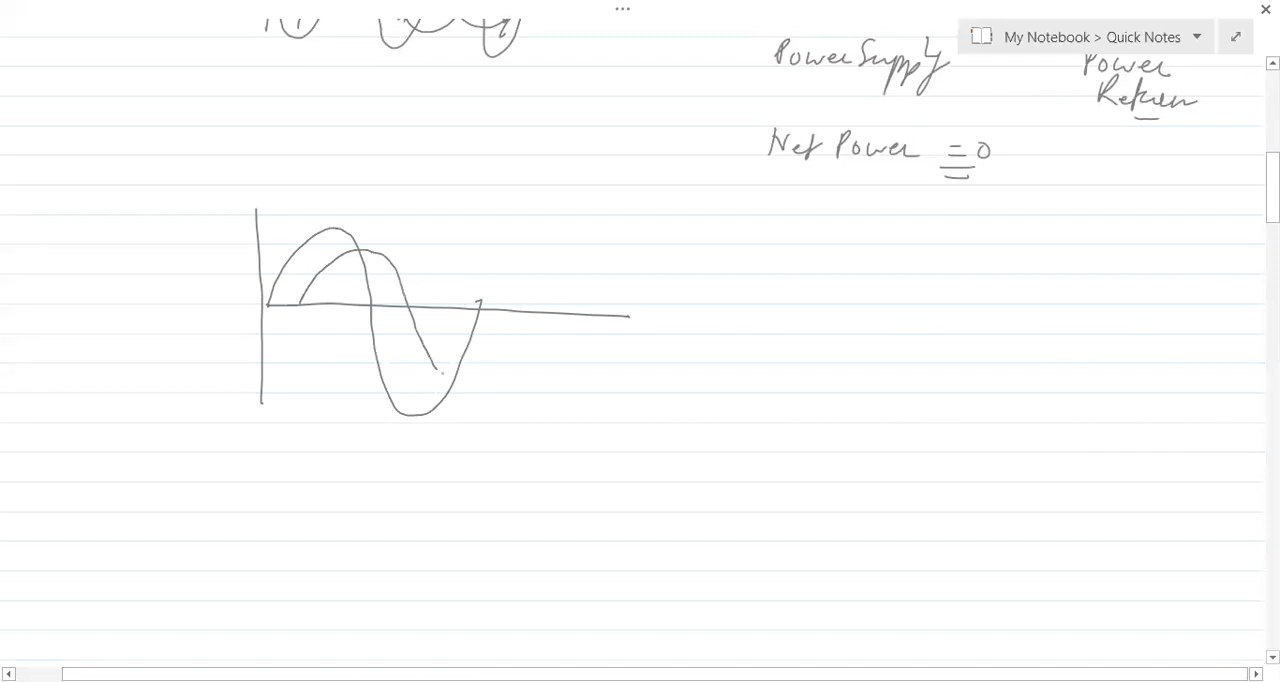 ...
My Notebook > Quick Notes
Power Supply
Power
Return
Net Power = 0